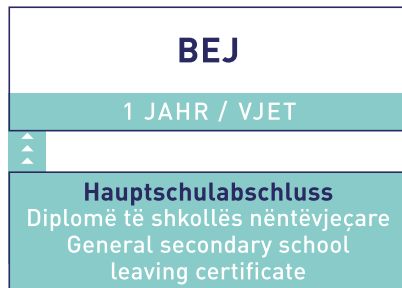 BEJ
1 JAHR / VJET
Hauptschulabschluss
Diplomë të shkollës nëntëvjeçare
General secondary school
leaving certificate